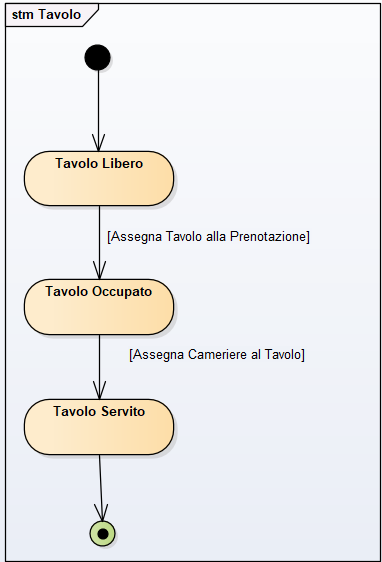 stm Tavolo
Tavolo Libero
[Assegna Tavolo alla Prenotazione]
Tavolo Occupato
[Assegna Cameriere al Tavolo]
Tavolo Servito